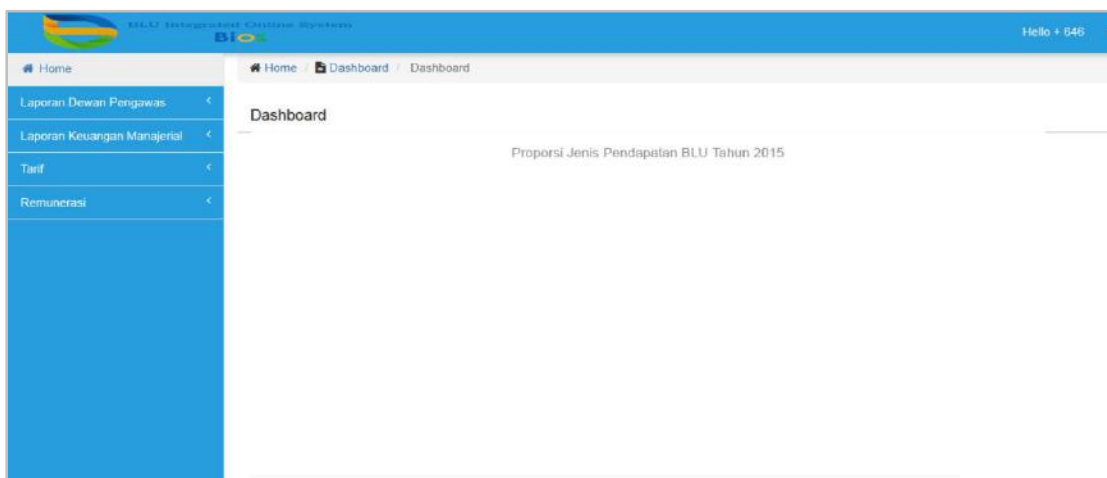 BLU Integrated Online System
Bios
Hello + 646
Home
Home / Dashboard / Dashboard
Laporan Dewan Pengawas
Dashboard
Laporan Keuangan Manajerial
Proporsi Jenis Pendapatan BLU Tahun 2015
Tarif
Remunerasi